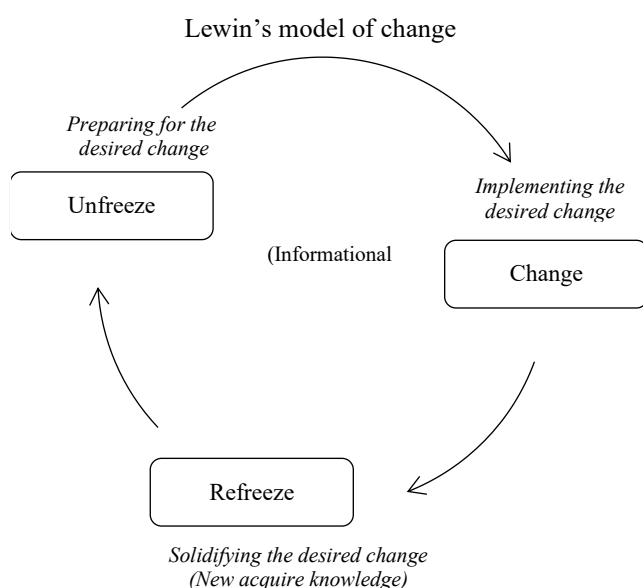 Lewin’s model of change
Preparing for the
desired change
Unfreeze
Implementing the
desired change
(Informational
Change
Refreeze
Solidifying the desired change
(New acquire knowledge)